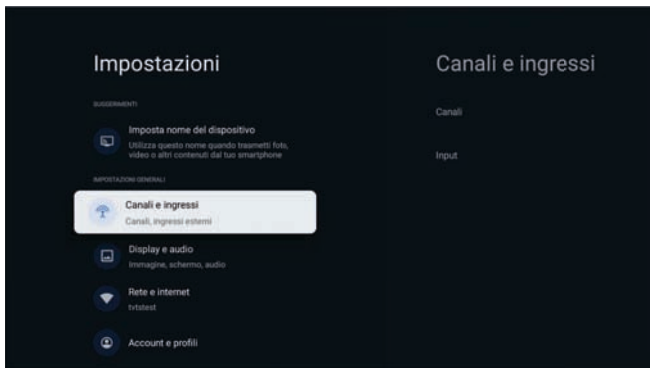 Impostazioni
SUGGERIMENTI
Imposta nome del dispositivo
Utilizza questo nome quando trasmetti foto,
video o altri contenuti dal tuo smartphone
IMPOSTAZIONI GENERALI
Canali e ingressi
Canali, ingressi esterni
Display e audio
Immagine, schermo, audio
Rete e internet
tvtstest
Account e profili
Canali e ingressi
Canali
Input